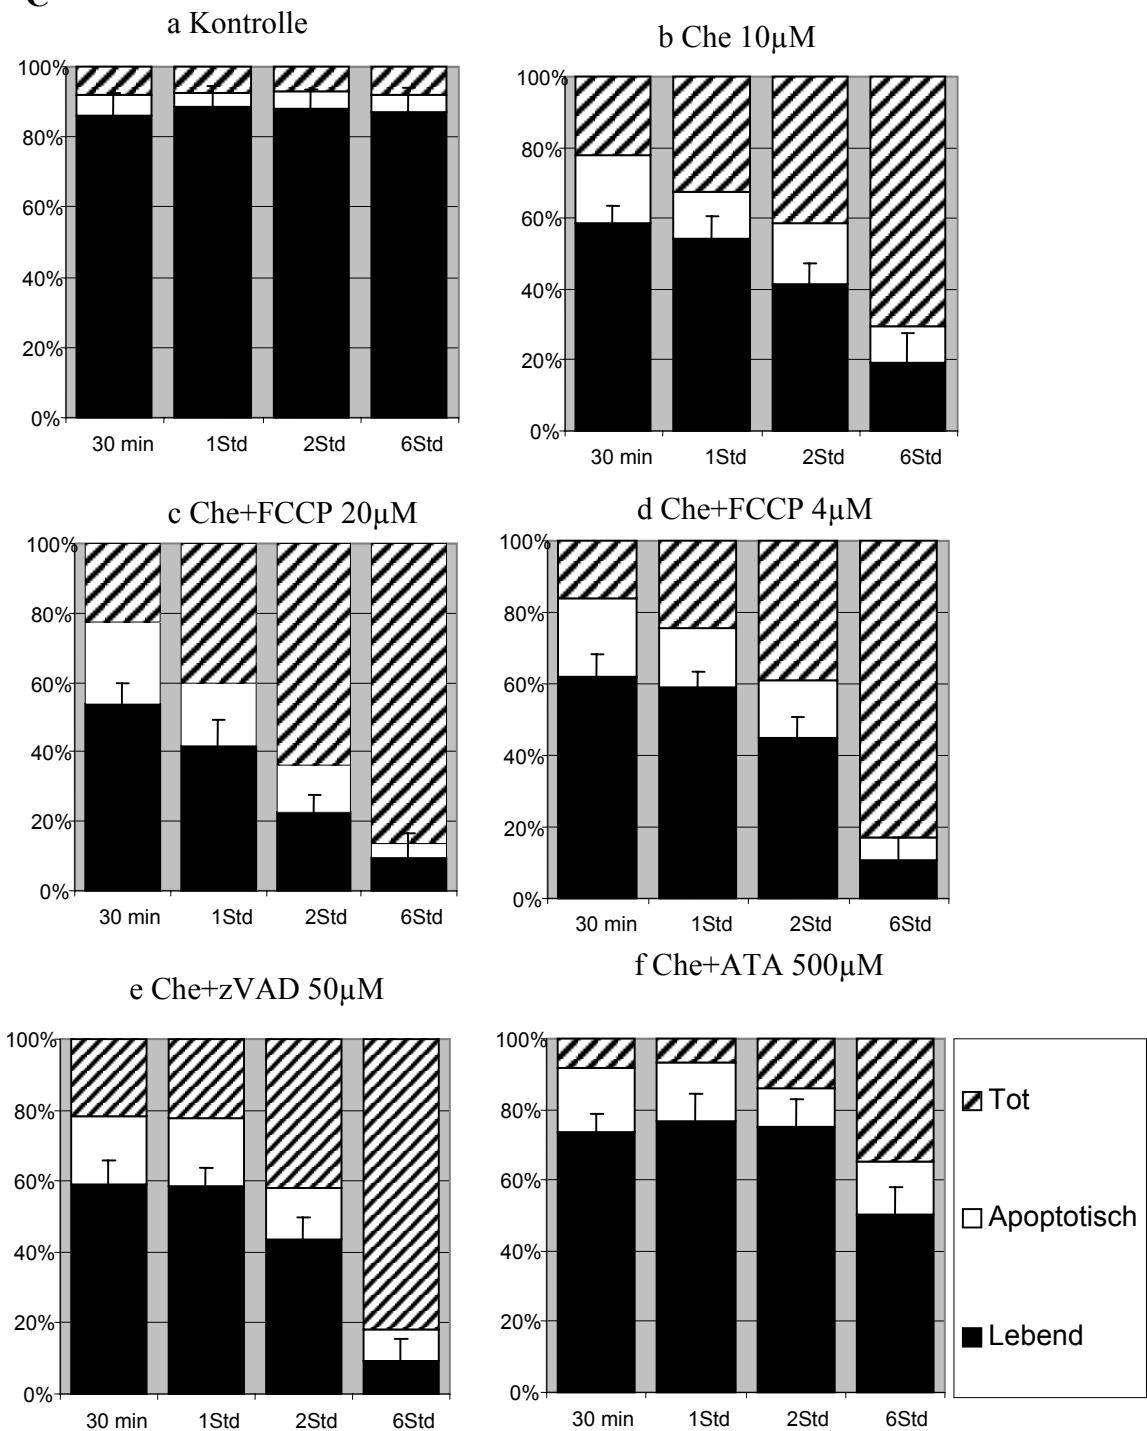 C
a Kontrolle
100%
80%
60%
40%
20%
0%
30 min 1Std 2Std 6Std
b Che 10µM
100%
80%
60%
40%
20%
0%
30 min 1Std 2Std 6Std
c Che+FCCP 20µM
100%
80%
60%
40%
20%
0%
30 min 1Std 2Std 6Std
d Che+FCCP 4µM
100%
80%
60%
40%
20%
0%
30 min 1Std 2Std 6Std
e Che+zVAD 50µM
100%
80%
60%
40%
20%
0%
30 min 1Std 2Std 6Std
f Che+ATA 500µM
100%
80%
60%
40%
20%
0%
30 min 1Std 2Std 6Std
Tot
Apoptotisch
Lebend